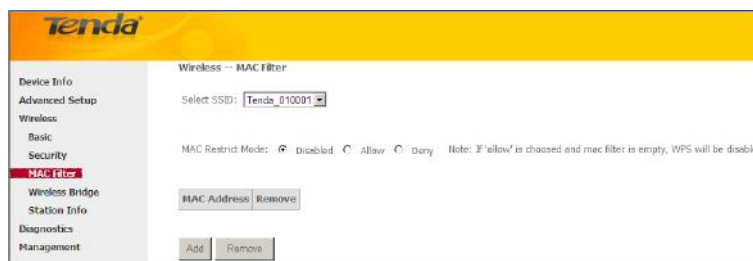 Tenda
Wireless -- MAC Filter
Device Info
Advanced Setup
Wireless
Basic
Security
MAC Filter
Wireless Bridge
Station Info
Diagnostics
Management
Select SSID: Tenda_010001
MAC Restrict Mode: Disabled Allow Deny Note: If 'allow' is choosed and mac filter is empty, WPS will be disabl
MAC Address Remove
Add Remove